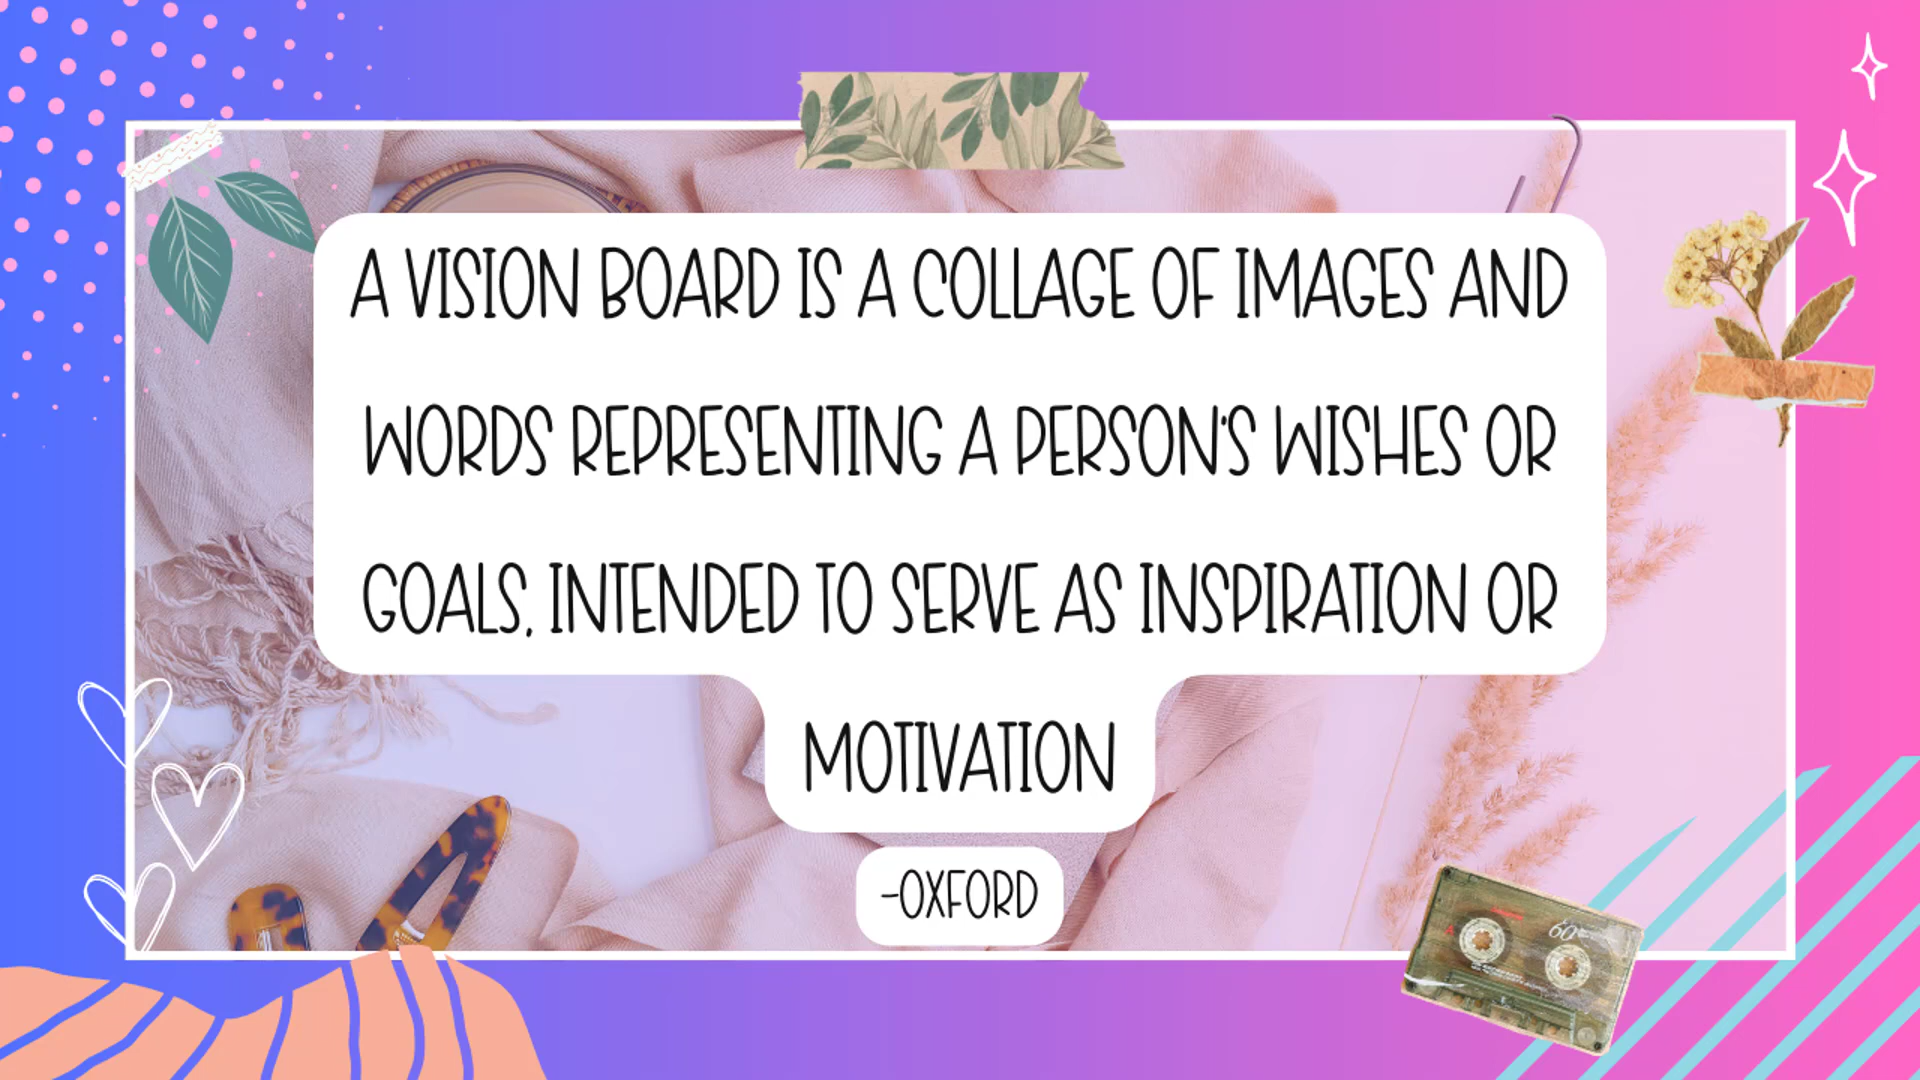 A VISION BOARD IS A COLLAGE OF IMAGES AND
WORDS REPRESENTING A PERSON'S WISHES OR
GOALS, INTENDED TO SERVE AS INSPIRATION OR
MOTIVATION
-OXFORD
60